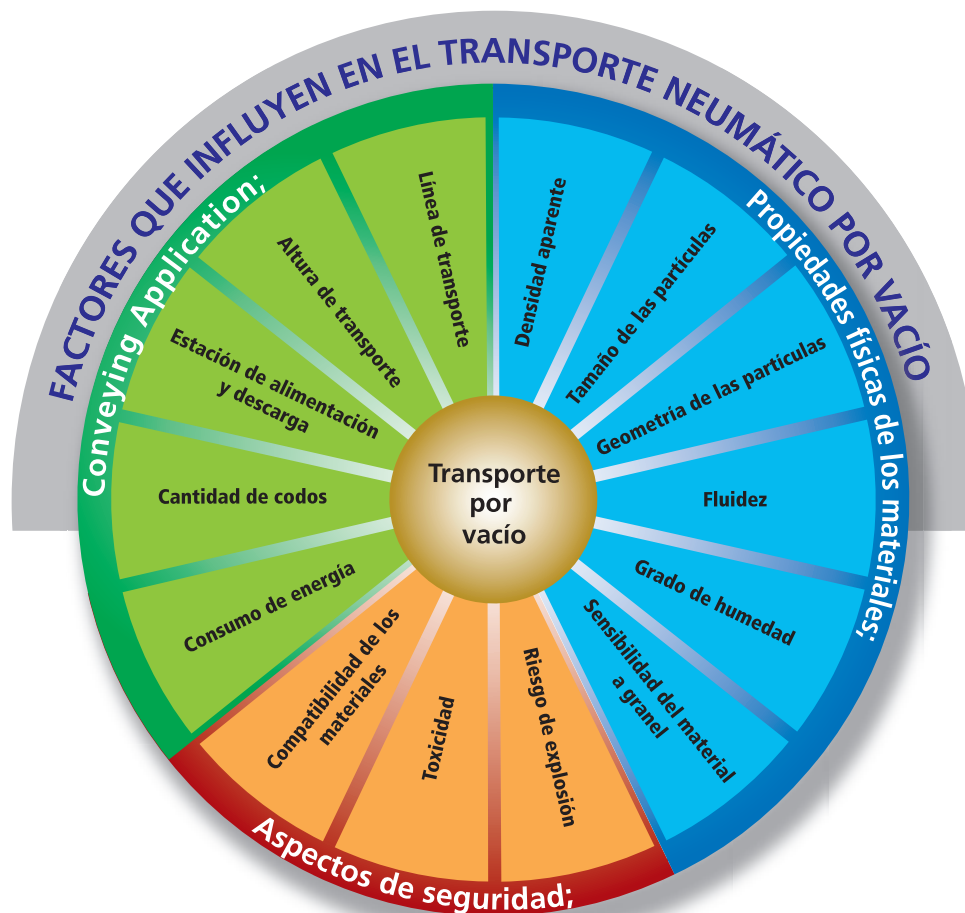 FACTORES QUE INFLUYEN EN EL TRANSPORTE NEUMÁTICO POR VACÍO
Conveying Application;
Línea de transporte
Altura de transporte
Estación de alimentación
y descarga
Cantidad de codos
Consumo de energía
Propiedades físicas de los materiales;
Densidad aparente
Tamaño de las partículas
Geometría de las partículas
Fluidez
Grado de humedad
Sensibilidad del material
a granel
Aspectos de seguridad;
Riesgo de explosión
Toxicidad
Compatibilidad de los
materiales
Transporte
por
vacío